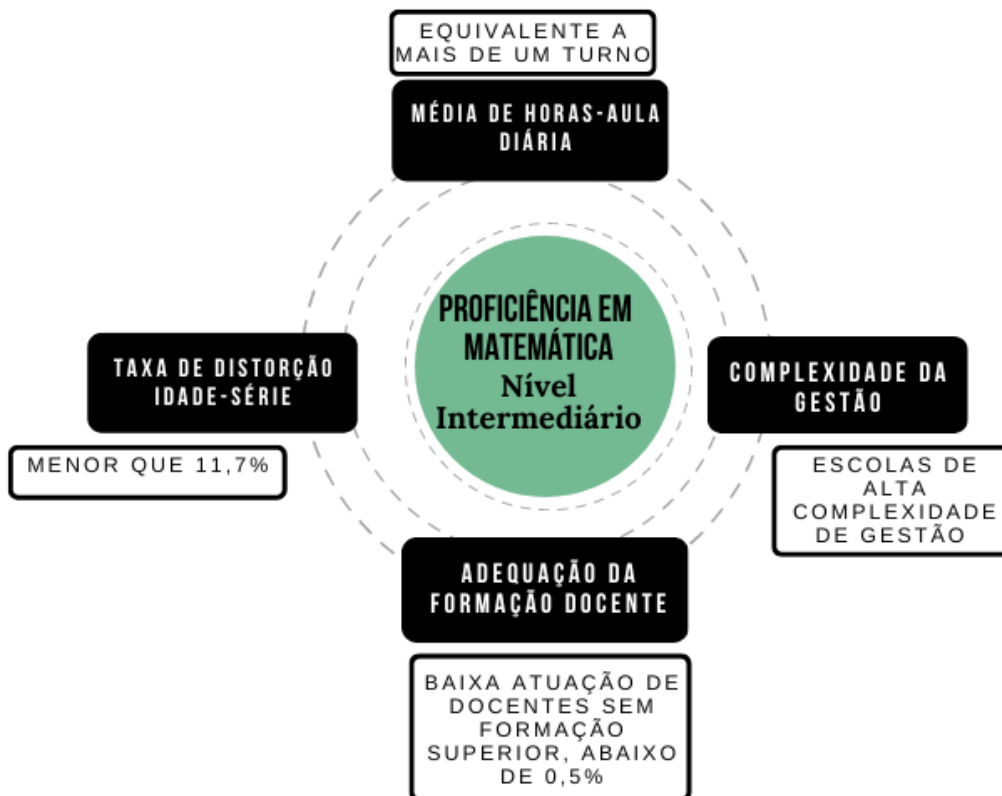 EQUIVALENTE A
MAIS DE UM TURNO
MÉDIA DE HORAS-AULA
DIÁRIA
PROFICIÊNCIA EM
MATEMÁTICA
Nível
Intermediário
TAXA DE DISTORÇÃO
IDADE-SÉRIE
MENOR QUE 11,7%
COMPLEXIDADE DA
GESTÃO
ESCOLAS DE
ALTA
COMPLEXIDADE
DE GESTÃO
ADEQUAÇÃO DA
FORMAÇÃO DOCENTE
BAIXA ATUAÇÃO DE
DOCENTES SEM
FORMAÇÃO
SUPERIOR, ABAIXO
DE 0,5%